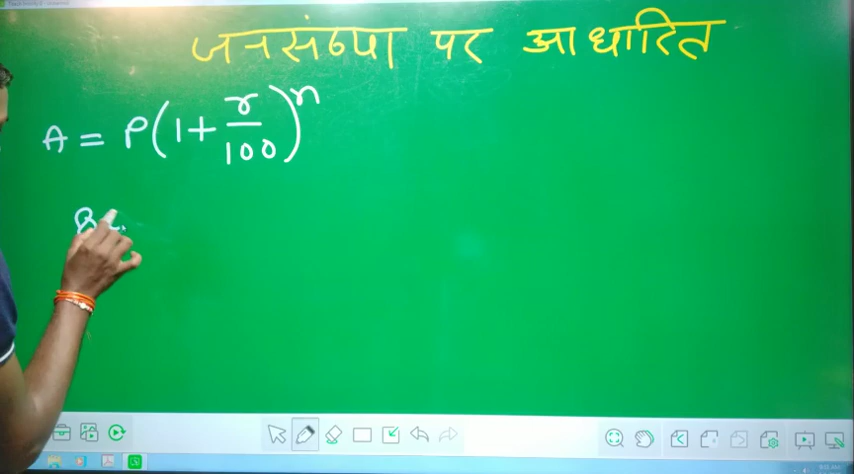 जनसंख्या पर आधारित
A = P(1 + r/100)^n